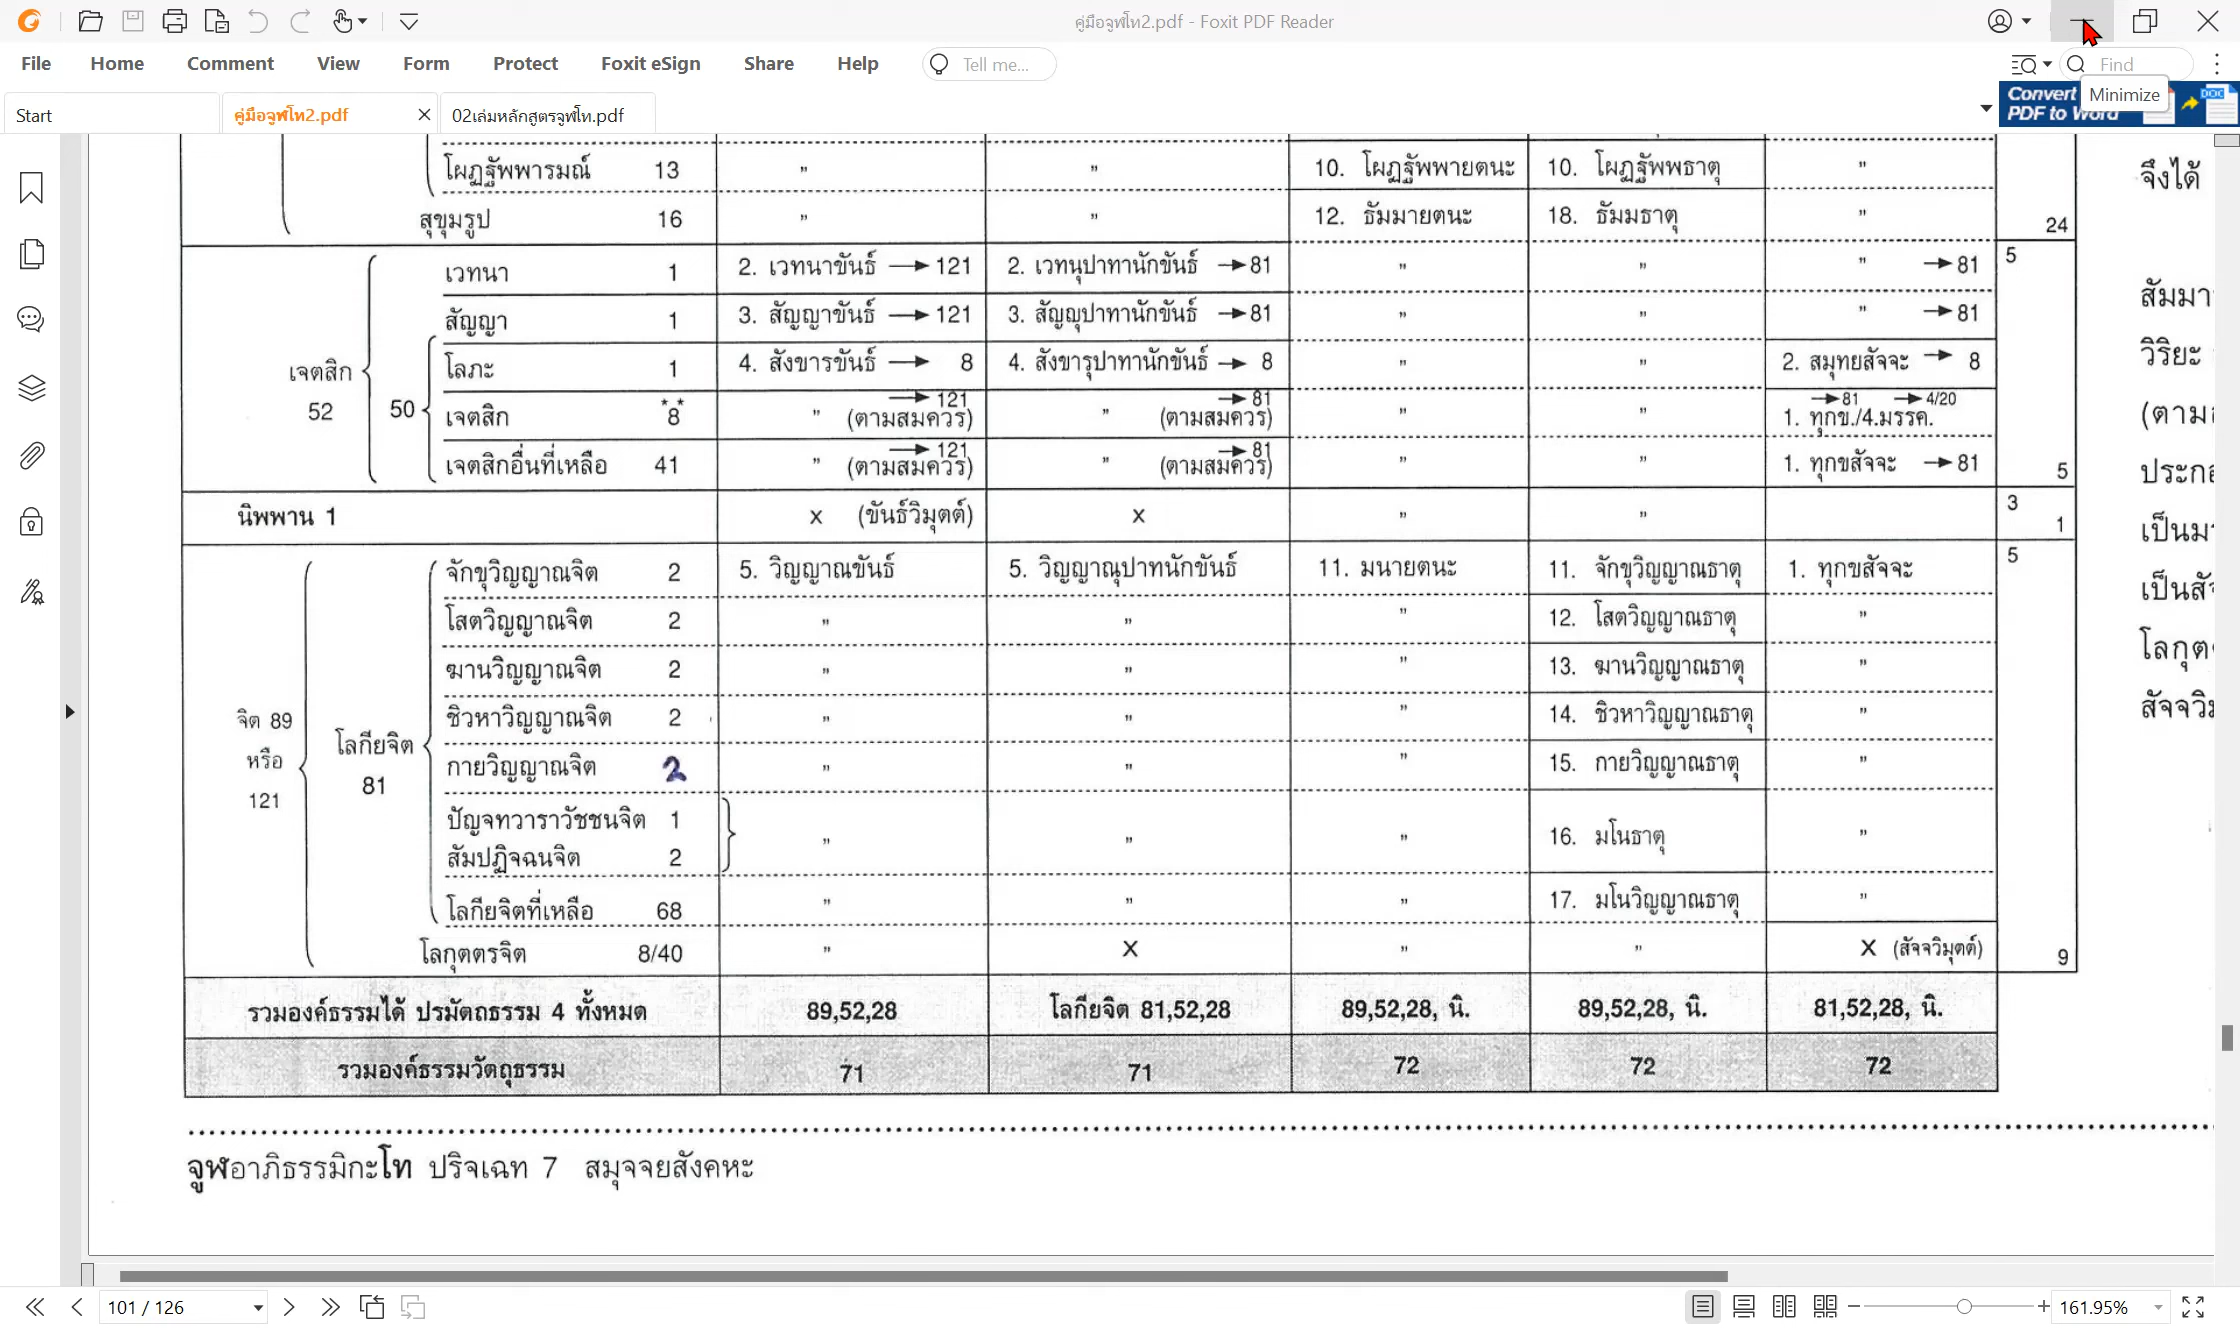 คู่มือจูฬโท2.pdf - Foxit PDF Reader
File Home Comment View Form Protect Foxit eSign Share Help Tell me... Find
Minimize
Start คู่มือจูฬโท2.pdf 02เล่มหลักสูตรจูฬโท.pdf
Convert
PDF to Word DOC
โผฏฐัพพารมณ์ 13 " " 10. โผฏฐัพพายตนะ 10. โผฏฐัพพธาตุ " จึงได้
สุขุมรูป 16 " " 12. ธัมมายตนะ 18. ธัมมธาตุ " 24
เวทนา 1 2. เวทนาขันธ์ → 121 2. เวทนุปาทานักขันธ์ → 81 " " " → 81 5
สัญญา 1 3. สัญญาขันธ์ → 121 3. สัญญุปาทานักขันธ์ → 81 " " " → 81 สัมมา
เจตสิก 52 50 โลภะ 1 4. สังขารขันธ์ → 8 4. สังขารุปาทานักขันธ์ → 8 " " 2. สมุทยสัจจะ → 8 วิริยะ
เจตสิก 8** " → 121 (ตามสมควร) " → 81 (ตามสมควร) " " → 81 → 4/20 1. ทุกข./4.มรรค.
เจตสิกอื่นที่เหลือ 41 " → 121 (ตามสมควร) " → 81 (ตามสมควร) " " 1. ทุกขสัจจะ → 81 5
นิพพาน 1 x (ขันธ์วิมุตต์) x " " 3 1
จักขุวิญญาณจิต 2 5. วิญญาณขันธ์ 5. วิญญาณุปาทนักขันธ์ 11. มนายตนะ 11. จักขุวิญญาณธาตุ 1. ทุกขสัจจะ 5
โสตวิญญาณจิต 2 " " " 12. โสตวิญญาณธาตุ "
ฆานวิญญาณจิต 2 " " " 13. ฆานวิญญาณธาตุ "
ชิวหาวิญญาณจิต 2 " " " 14. ชิวหาวิญญาณธาตุ "
จิต 89 หรือ 121 โลกียจิต 81 กายวิญญาณจิต 2 " " " 15. กายวิญญาณธาตุ "
ปัญจทวาราวัชชนจิต 1
สัมปฏิจฉนจิต 2 " " " 16. มโนธาตุ "
โลกียจิตที่เหลือ 68 " " " 17. มโนวิญญาณธาตุ "
โลกุตตรจิต 8/40 " X " " X (สัจจวิมุตต์) 9
รวมองค์ธรรมได้ ปรมัตถธรรม 4 ทั้งหมด 89,52,28 โลกียจิต 81,52,28 89,52,28, นิ. 89,52,28, นิ. 81,52,28, นิ.
รวมองค์ธรรมวัตถุธรรม 71 71 72 72 72
จูฬอาภิธรรมิกะโท ปริจเฉท 7 สมุจจยสังคหะ
101 / 126 161.95%